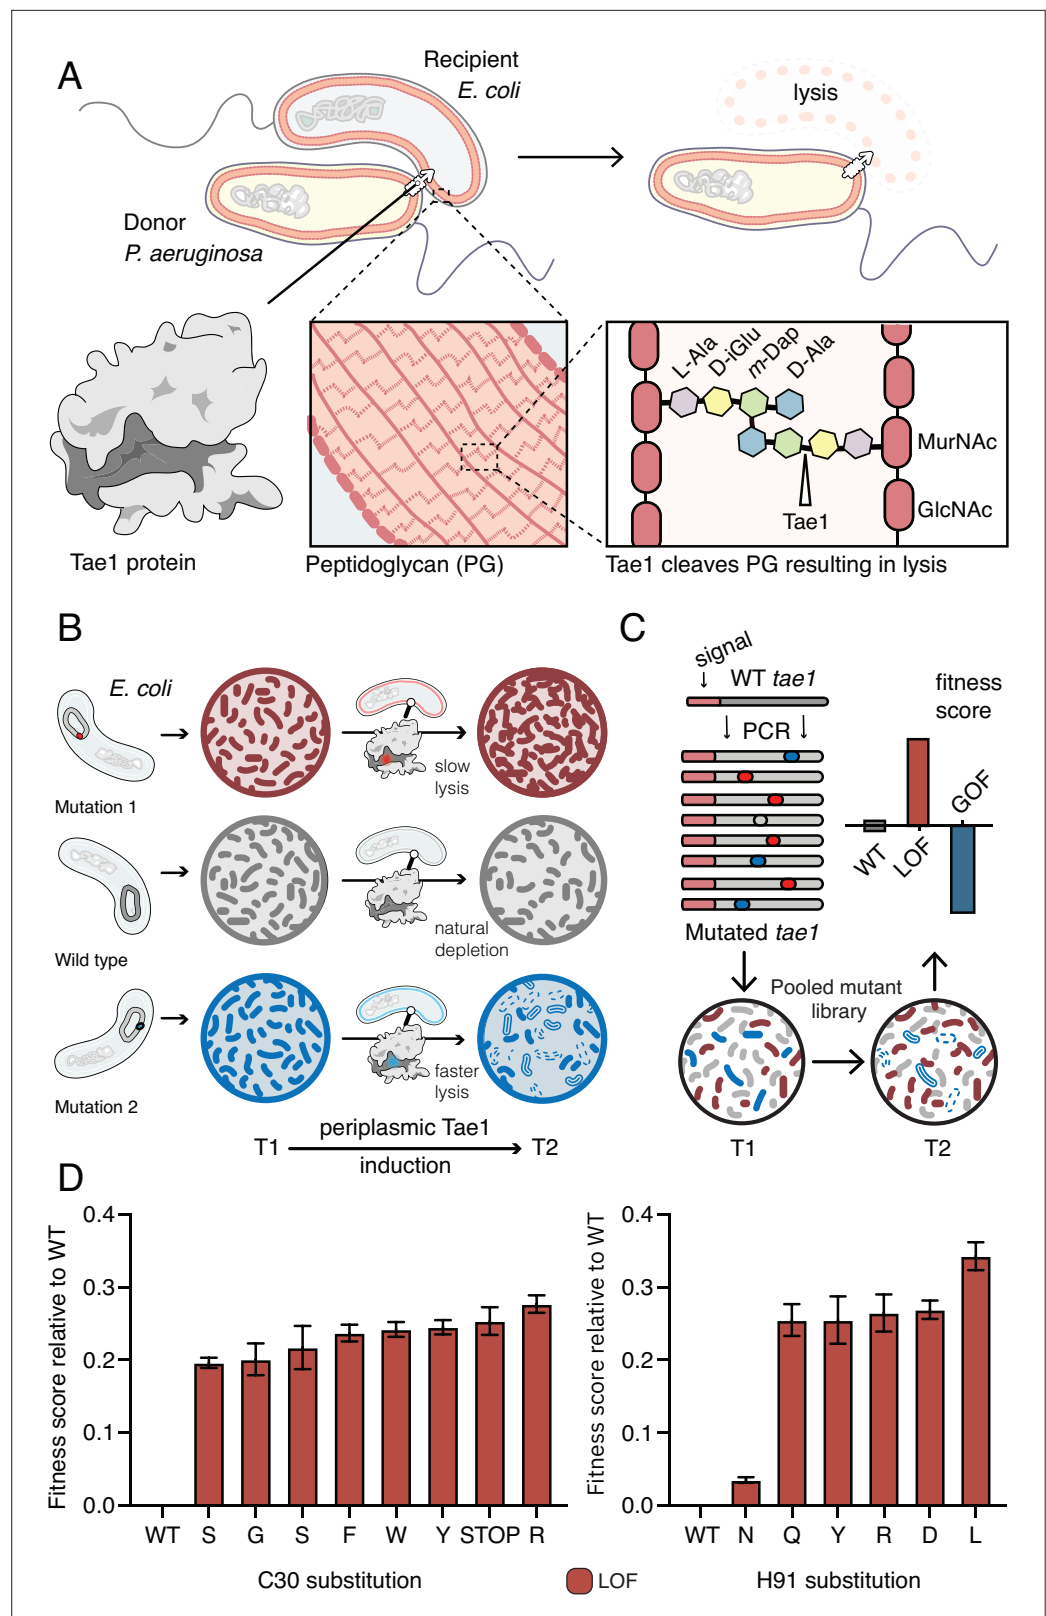 A
Recipient
E. coli
lysis
Donor
P. aeruginosa
L-Ala
D-iGlu
m-Dap
D-Ala
MurNAc
Tae1
GlcNAc
Tae1 protein
Peptidoglycan (PG)
Tae1 cleaves PG resulting in lysis
B
E. coli
slow
lysis
Mutation 1
natural
depletion
Wild type
faster
lysis
Mutation 2
periplasmic Tae1
T1
T2
induction
C
signal
↓
WT tae1
↓ PCR ↓
fitness
score
GOF
WT
LOF
Mutated tae1
Pooled mutant
library
T1
T2
D
Fitness score relative to WT
0.4
0.3
0.2
0.1
0.0
WT S G S F W Y STOP R
C30 substitution
Fitness score relative to WT
0.4
0.3
0.2
0.1
0.0
WT N Q Y R D L
H91 substitution
LOF